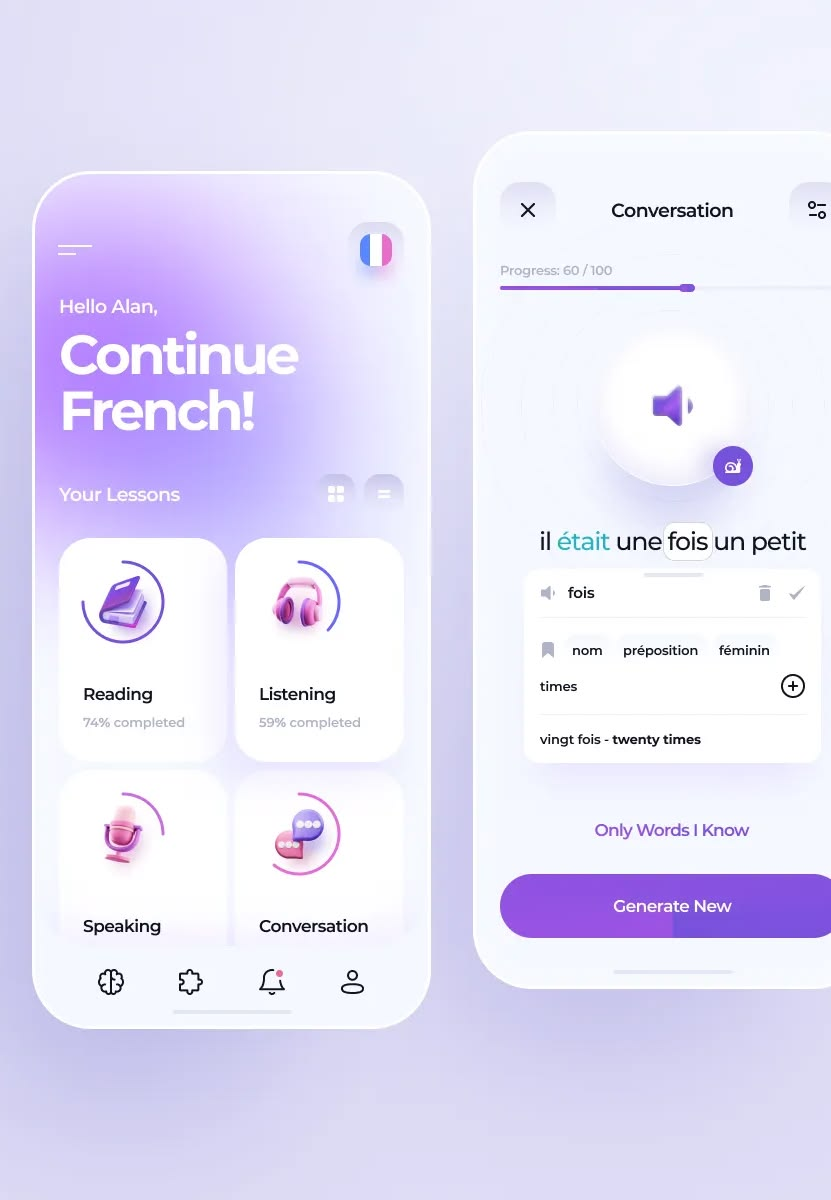 Hello Alan,
Continue
French!
Your Lessons
Reading
74% completed
Listening
59% completed
Speaking
Conversation
Conversation
Progress: 60 / 100
il était une fois un petit
fois
nom préposition féminin
times
vingt fois - twenty times
Only Words I Know
Generate New